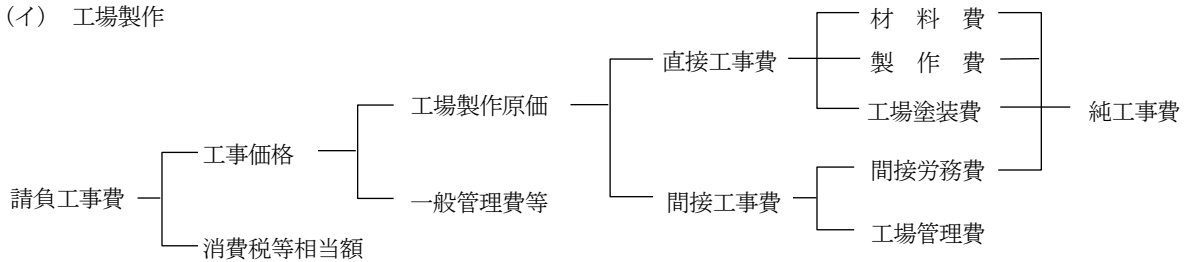 (イ) 工場製作
材 料 費
直接工事費
製 作 費
工場製作原価
工場塗装費
純工事費
工事価格
間接労務費
請負工事費
一般管理費等
間接工事費
工場管理費
消費税等相当額